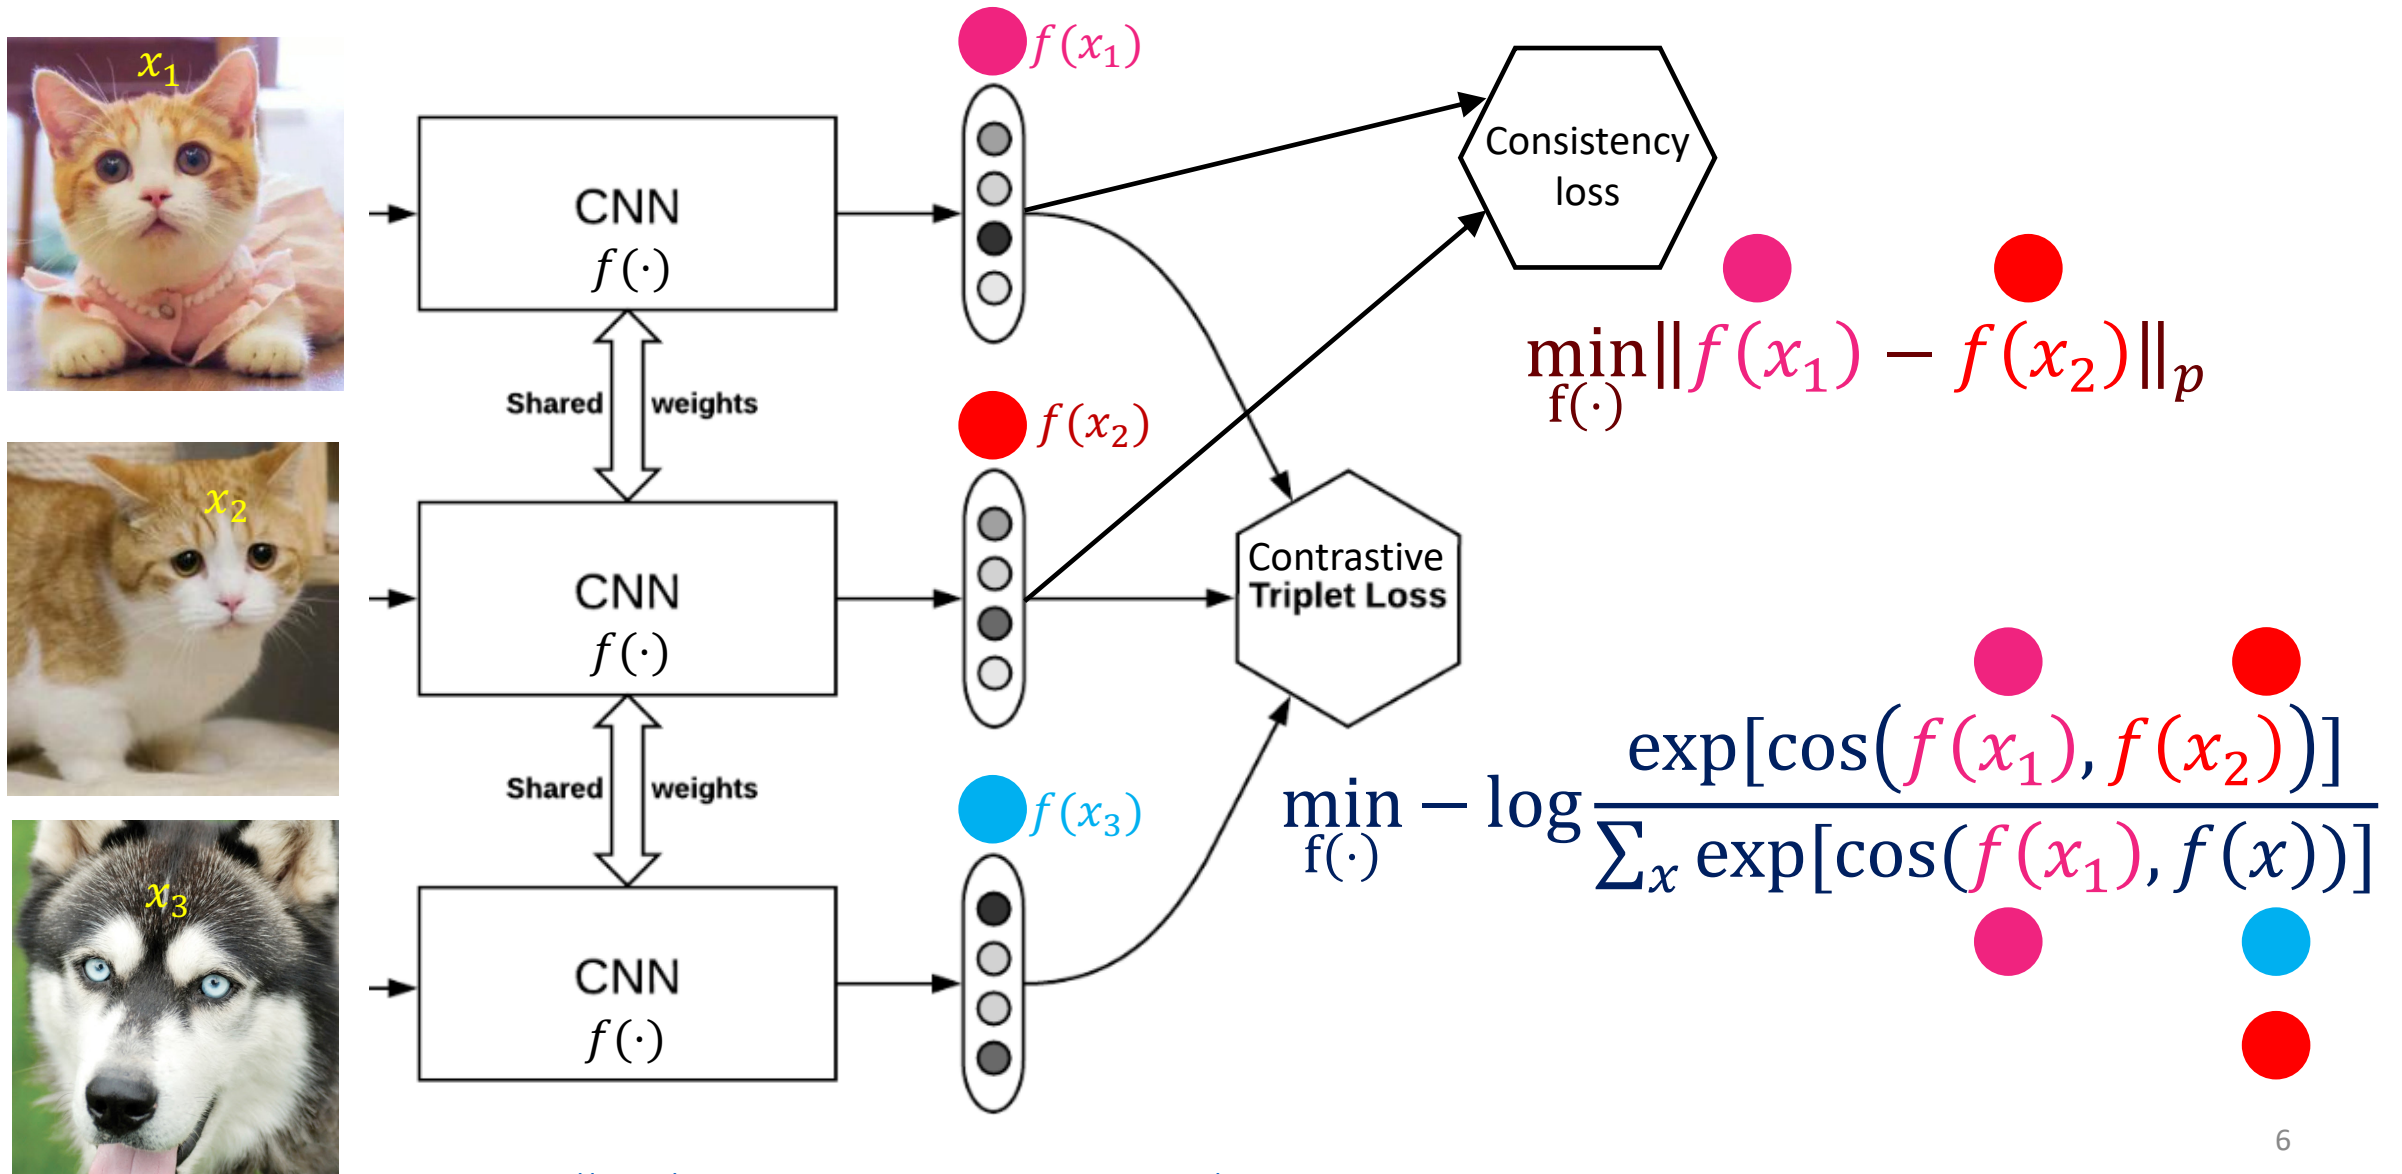 x₁
f(x₁)
Consistency
loss
CNN
f(·)
min‖f(x₁) − f(x₂)‖ₚ
f(·)
Shared weights
f(x₂)
x₂
CNN
f(·)
Contrastive
Triplet Loss
exp[cos(f(x₁), f(x₂))]
min − log
f(·)
∑ₓ exp[cos(f(x₁), f(x))]
Shared weights
f(x₃)
x₃
CNN
f(·)
6